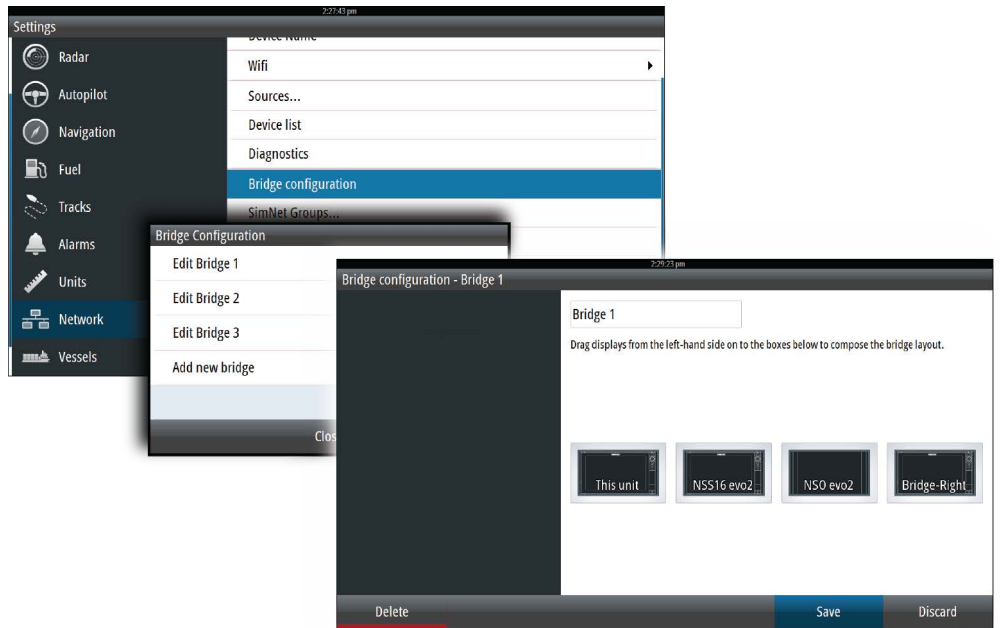 2:27:43 pm
Settings
Radar
Autopilot
Navigation
Fuel
Tracks
Alarms
Units
Network
Vessels
Device Name
Wifi
Sources...
Device list
Diagnostics
Bridge configuration
SimNet Groups...
Bridge Configuration
Edit Bridge 1
Edit Bridge 2
Edit Bridge 3
Add new bridge
Clos
2:29:23 pm
Bridge configuration - Bridge 1
Bridge 1
Drag displays from the left-hand side on to the boxes below to compose the bridge layout.
This unit
NSS16 evo2
NSO evo2
Bridge-Right
Delete
Save
Discard